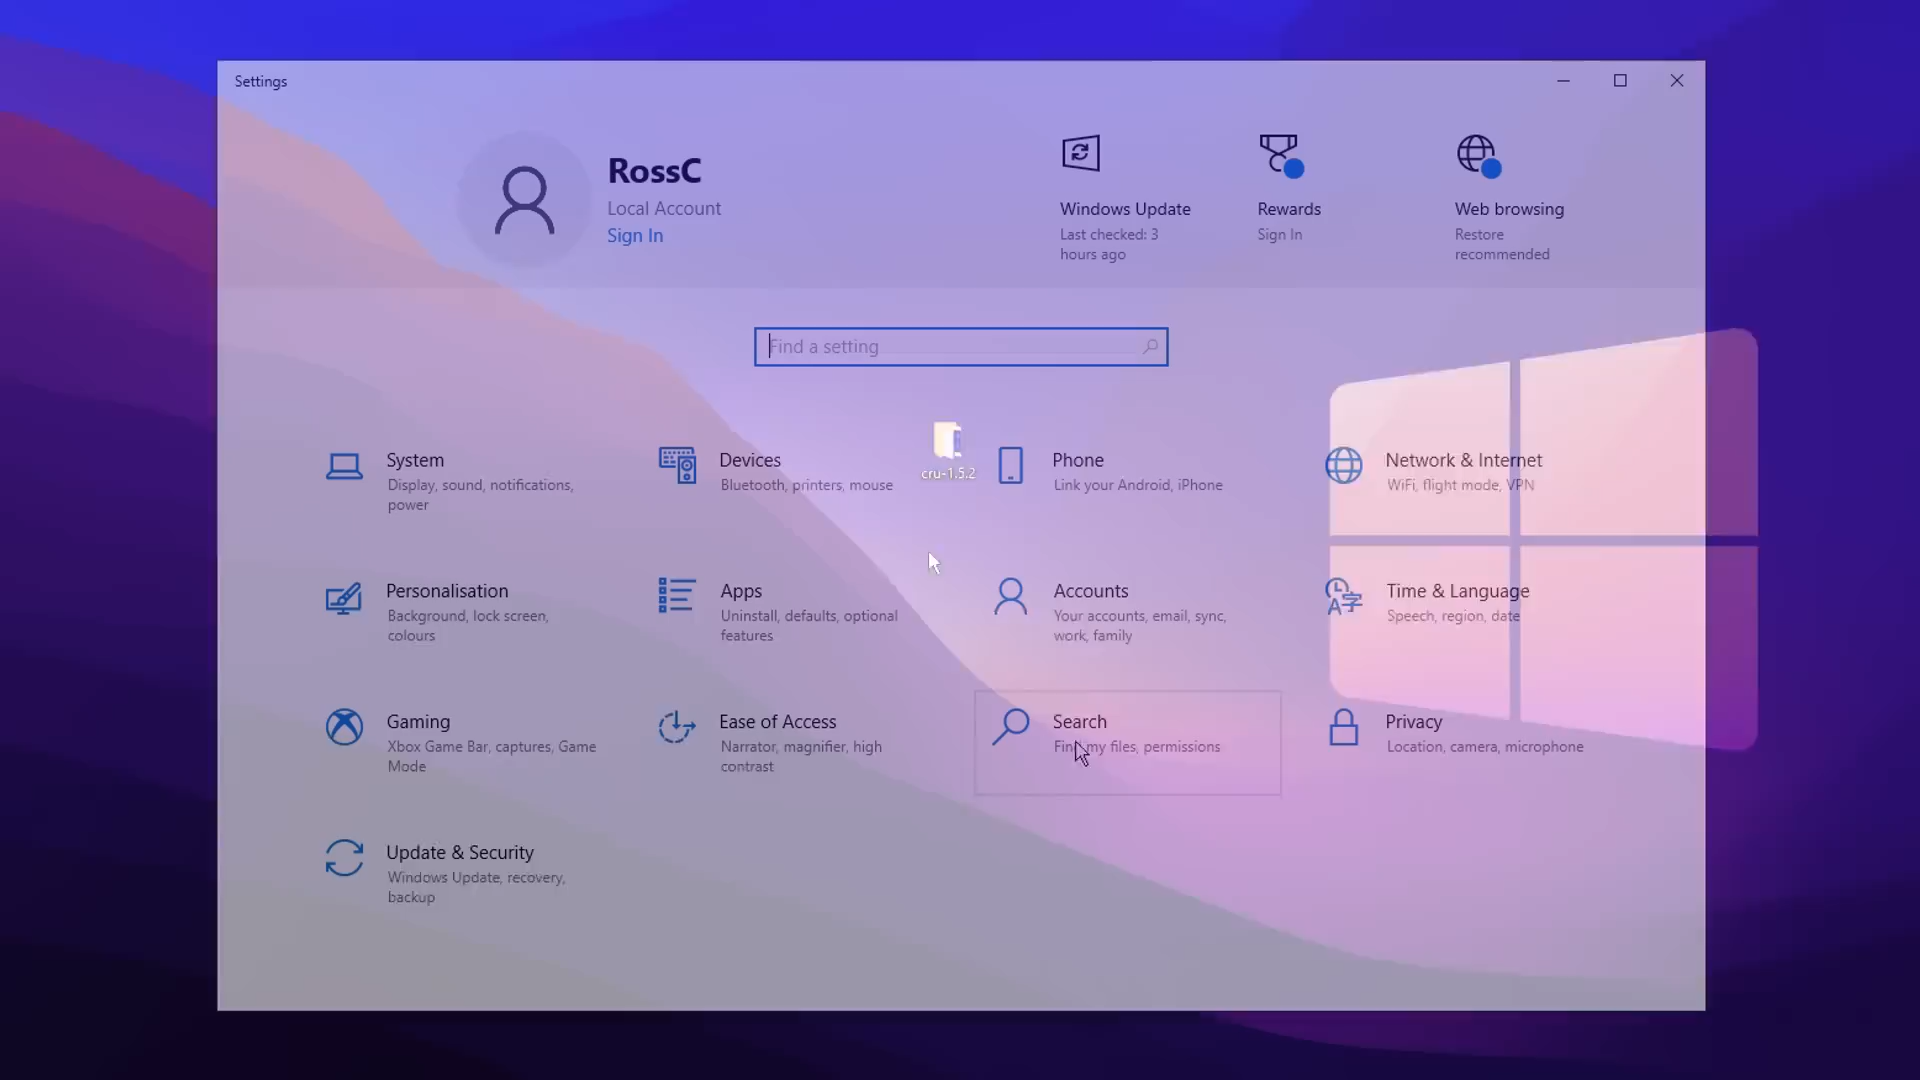 Settings
RossC
Local Account
Sign In
Windows Update
Last checked: 3
hours ago
Rewards
Sign In
Web browsing
Restore
recommended
Find a setting
System
Display, sound, notifications,
power
Devices
Bluetooth, printers, mouse
cru-1.5.2
Phone
Link your Android, iPhone
Network & Internet
WiFi, flight mode, VPN
Personalisation
Background, lock screen,
colours
Apps
Uninstall, defaults, optional
features
Accounts
Your accounts, email, sync,
work, family
Time & Language
Speech, region, date
Gaming
Xbox Game Bar, captures, Game
Mode
Ease of Access
Narrator, magnifier, high
contrast
Search
Find my files, permissions
Privacy
Location, camera, microphone
Update & Security
Windows Update, recovery,
backup